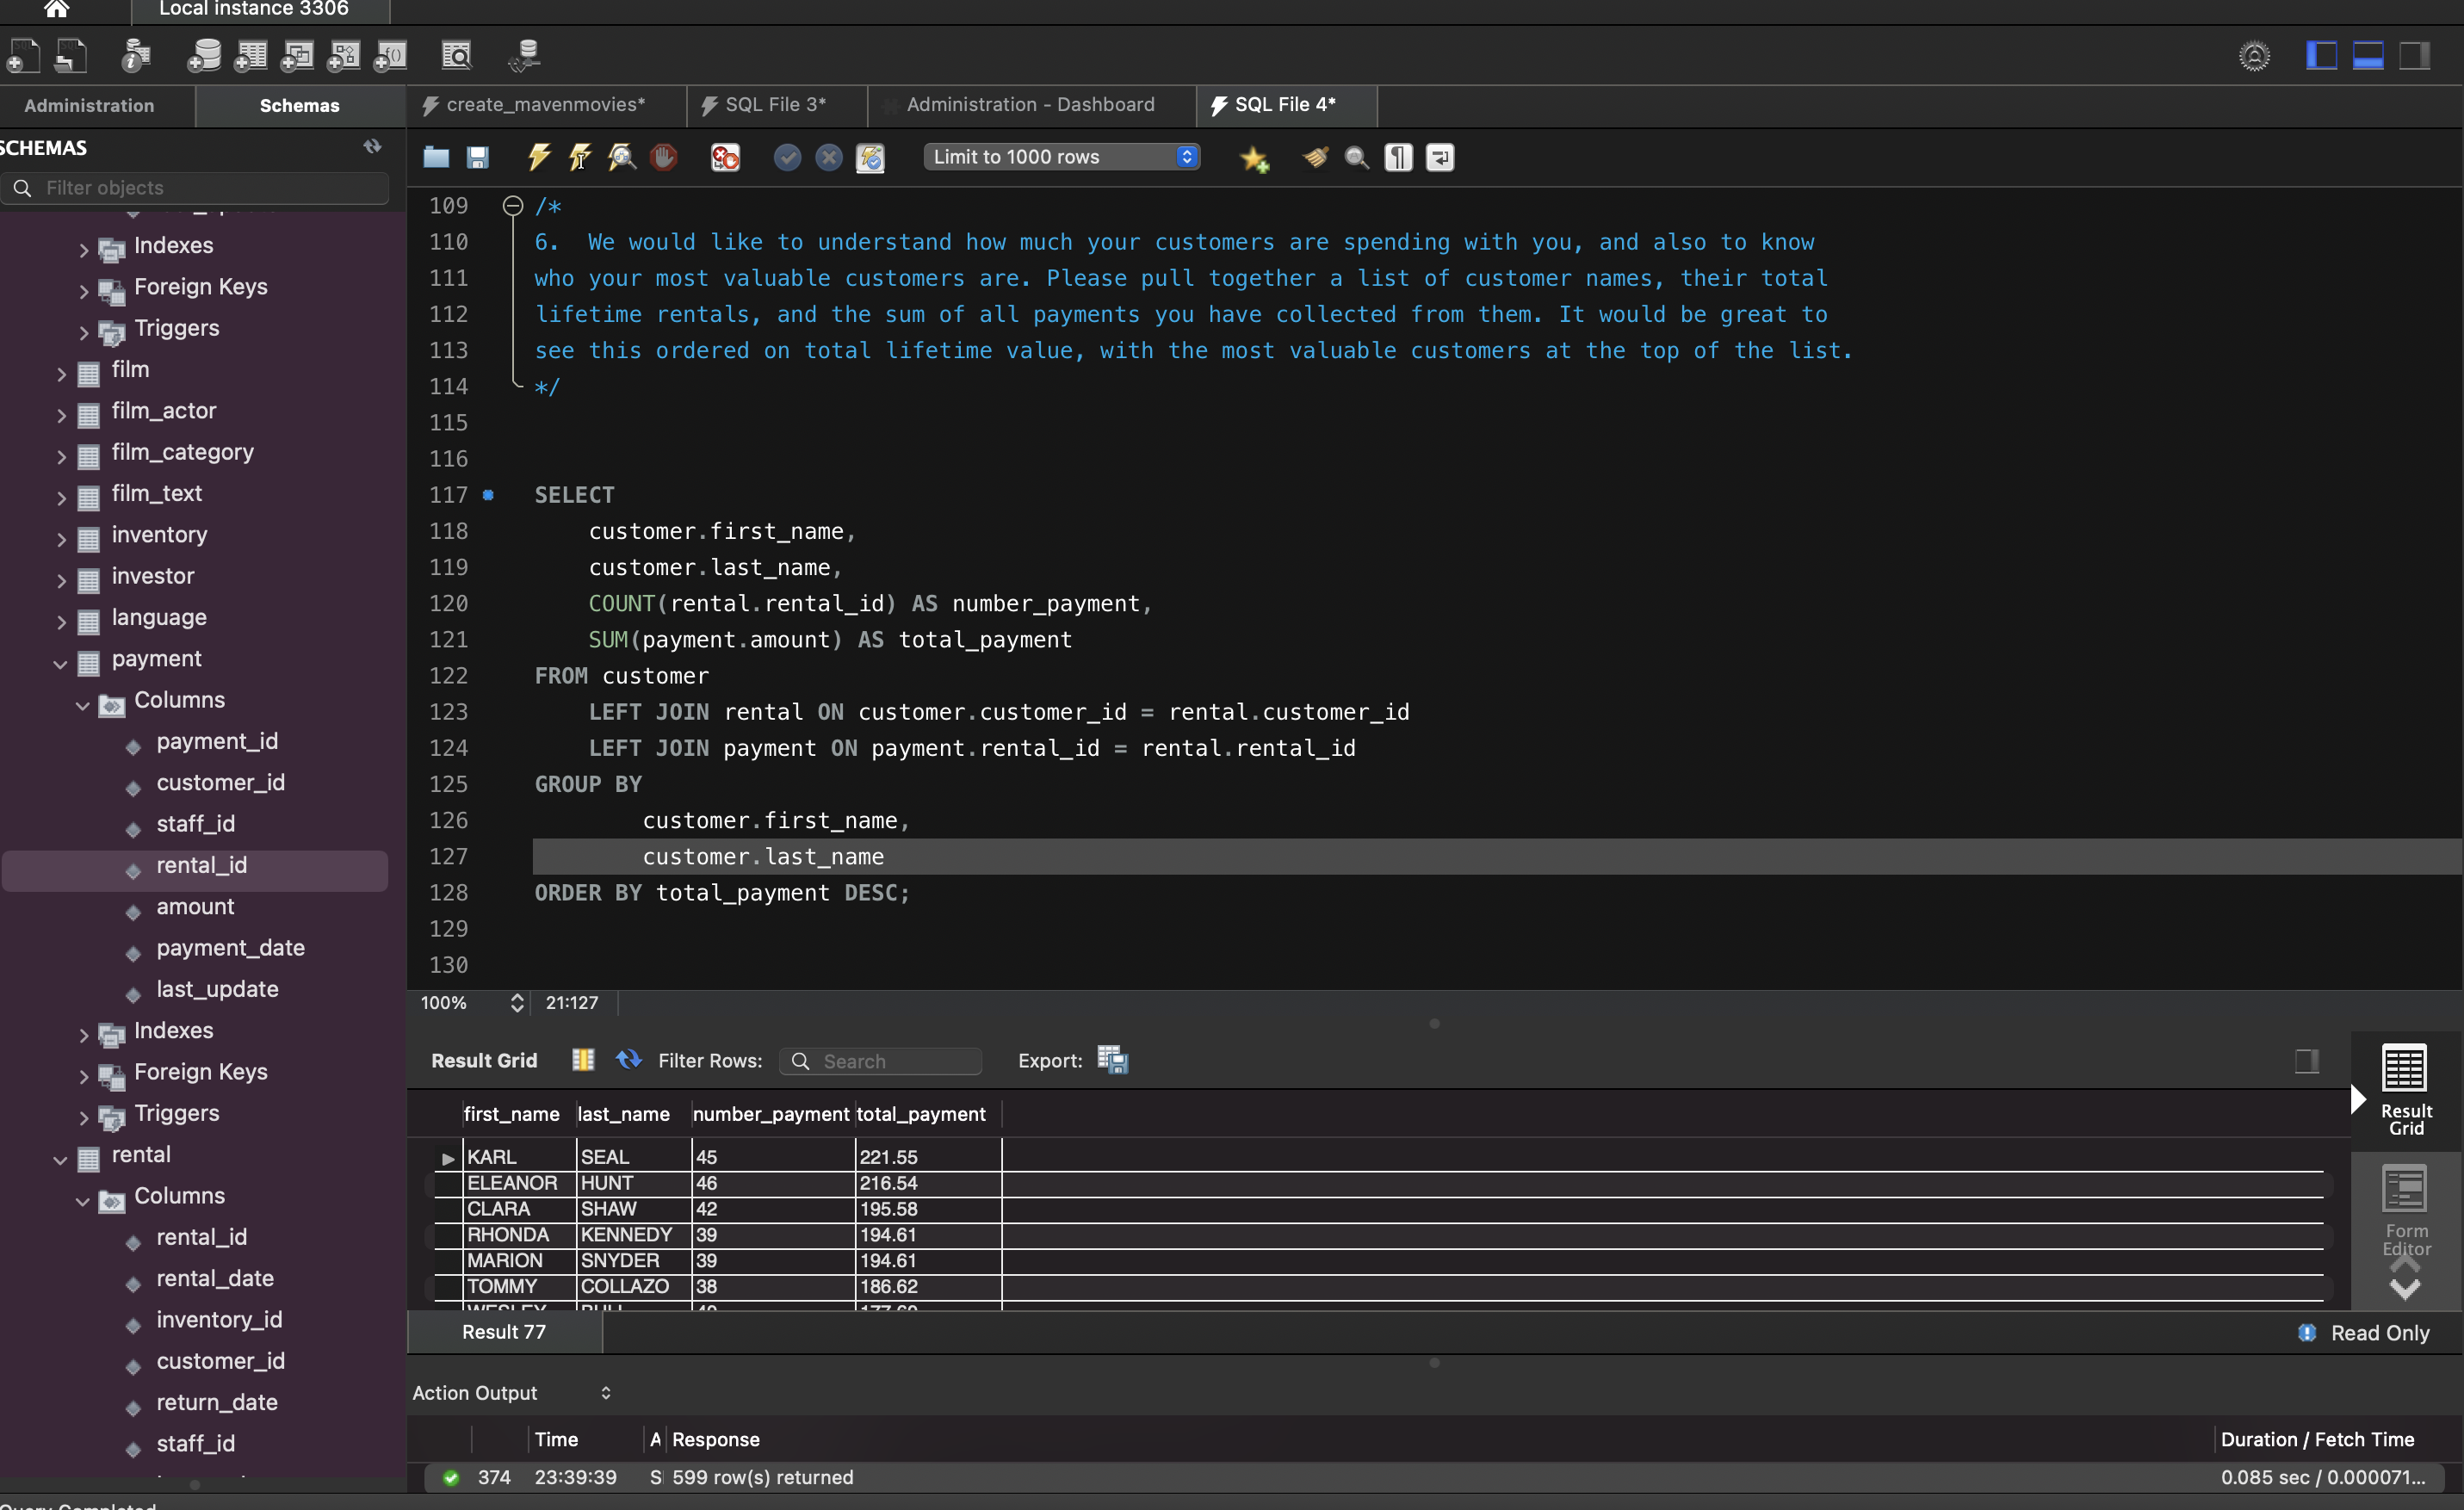 Local instance 3306
Administration
Schemas
create_mavenmovies*
SQL File 3*
Administration - Dashboard
SQL File 4*
SCHEMAS
Filter objects
Limit to 1000 rows
Indexes
Foreign Keys
Triggers
film
film_actor
film_category
film_text
inventory
investor
language
payment
Columns
payment_id
customer_id
staff_id
rental_id
amount
payment_date
last_update
Indexes
Foreign Keys
Triggers
rental
Columns
rental_id
rental_date
inventory_id
customer_id
return_date
staff_id
109 /*
110 6.  We would like to understand how much your customers are spending with you, and also to know
111 who your most valuable customers are. Please pull together a list of customer names, their total
112 lifetime rentals, and the sum of all payments you have collected from them. It would be great to
113 see this ordered on total lifetime value, with the most valuable customers at the top of the list.
114 */
115
116
117 SELECT
118 customer.first_name,
119 customer.last_name,
120 COUNT(rental.rental_id) AS number_payment,
121 SUM(payment.amount) AS total_payment
122 FROM customer
123 LEFT JOIN rental ON customer.customer_id = rental.customer_id
124 LEFT JOIN payment ON payment.rental_id = rental.rental_id
125 GROUP BY
126 customer.first_name,
127 customer.last_name
128 ORDER BY total_payment DESC;
129
130
100% 21:127
Result Grid Filter Rows: Search Export:
first_name last_name number_payment total_payment
KARL SEAL 45 221.55
ELEANOR HUNT 46 216.54
CLARA SHAW 42 195.58
RHONDA KENNEDY 39 194.61
MARION SNYDER 39 194.61
TOMMY COLLAZO 38 186.62
WESLEY BULL 40 177.60
Result
Grid
Form
Editor
Result 77
Read Only
Action Output
Time A Response Duration / Fetch Time
374 23:39:39 S 599 row(s) returned 0.085 sec / 0.000071...
Query Completed